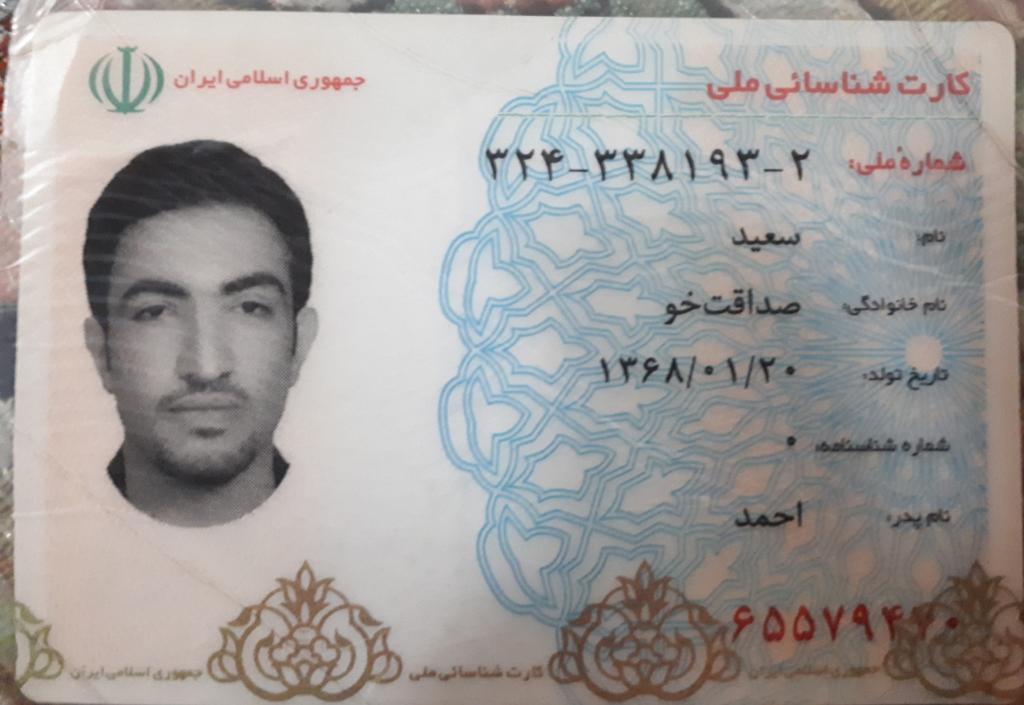 کارت شناسائی ملی
جمهوری اسلامی ایران
شمارهٔ ملی: ۳۲۴-۳۳۸۱۹۳-۲
نام: سعید
نام خانوادگی: صداقت‌خو
تاریخ تولد: ۱۳۶۸/۰۱/۲۰
شماره شناسنامه: ۰
نام پدر: احمد
جمهوری اسلامی ایران
کارت شناسائی ملی
جمهوری اسلامی ایران